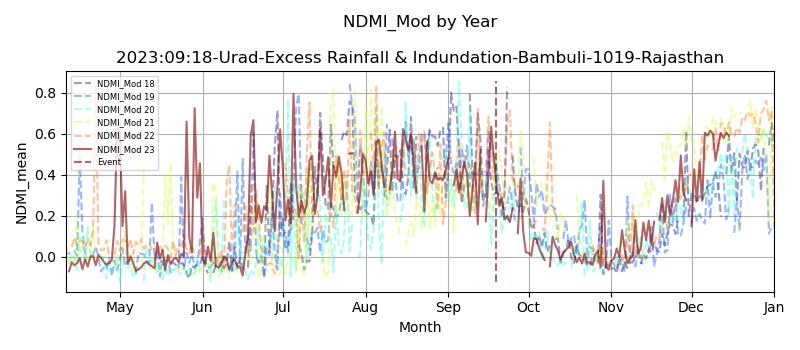 NDMI_Mod by Year
2023:09:18-Urad-Excess Rainfall & Indundation-Bambuli-1019-Rajasthan
NDMI_Mod 18
NDMI_Mod 19
NDMI_Mod 20
NDMI_Mod 21
NDMI_Mod 22
NDMI_Mod 23
Event
0.8
0.6
0.4
0.2
0.0
NDMI_mean
May Jun Jul Aug Sep Oct Nov Dec Jan
Month